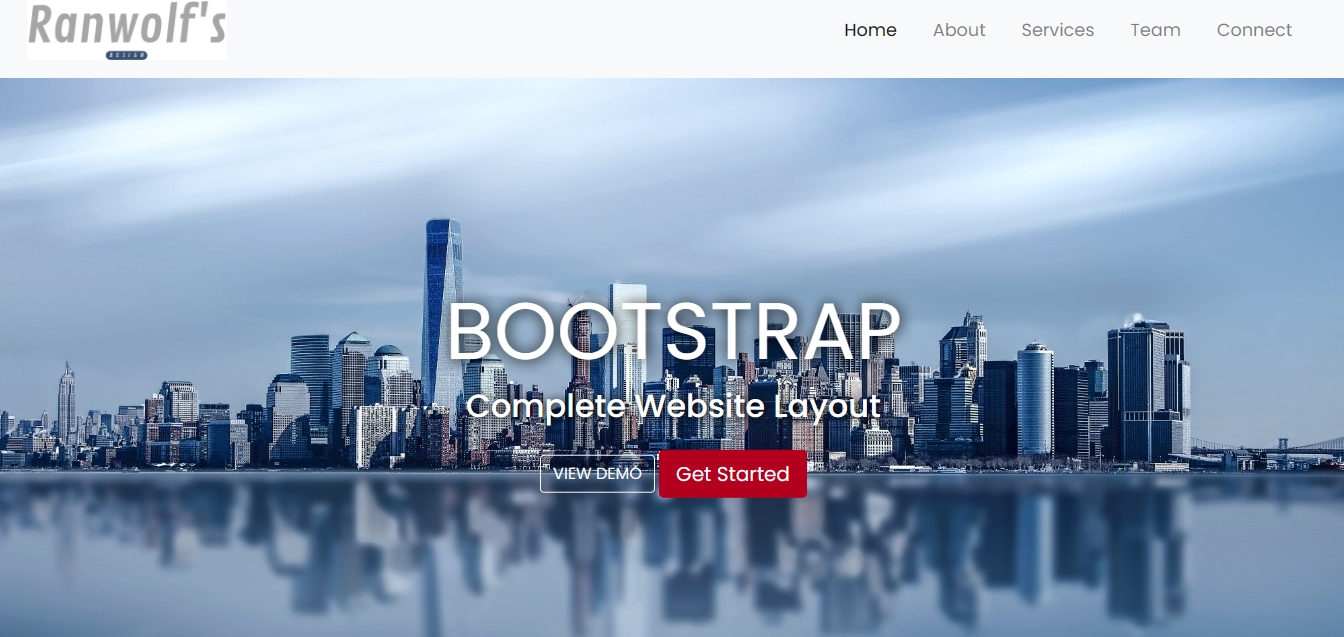 Ranwolf's
DESIGN
Home About Services Team Connect
BOOTSTRAP
Complete Website Layout
VIEW DEMO Get Started